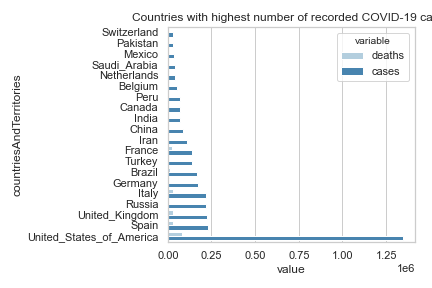 Countries with highest number of recorded COVID-19 ca
variable
deaths
cases
countriesAndTerritories
Switzerland
Pakistan
Mexico
Saudi_Arabia
Netherlands
Belgium
Peru
Canada
India
China
Iran
France
Turkey
Brazil
Germany
Italy
Russia
United_Kingdom
Spain
United_States_of_America
0.00 0.25 0.50 0.75 1.00 1.25
1e6
value